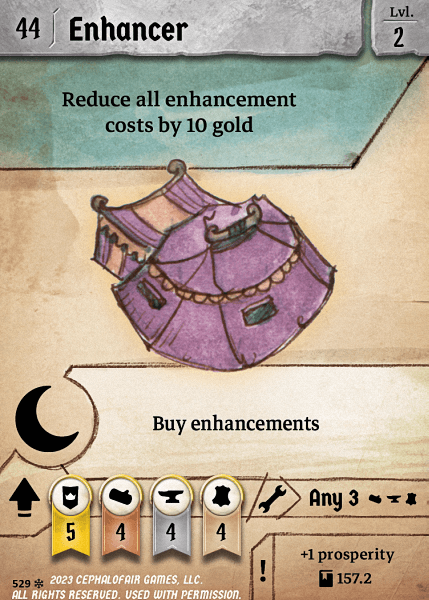 44 Enhancer
Lvl.
2
Reduce all enhancement
costs by 10 gold
Buy enhancements
5 4 4 4
Any 3
+1 prosperity
! 157.2
529 2023 CEPHALOFAIR GAMES, LLC.
ALL RIGHTS RESERVED. USED WITH PERMISSION.